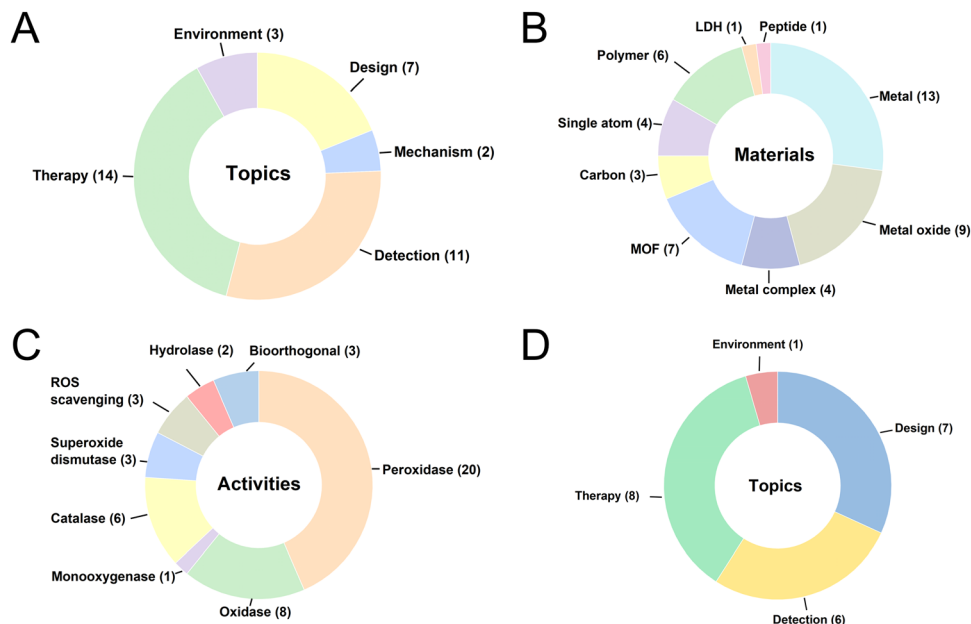 A
Environment (3)
Design (7)
Mechanism (2)
Therapy (14)
Topics
Detection (11)
B
LDH (1)
Peptide (1)
Polymer (6)
Metal (13)
Single atom (4)
Materials
Carbon (3)
MOF (7)
Metal oxide (9)
Metal complex (4)
C
Hydrolase (2)
Bioorthogonal (3)
ROS
scavenging (3)
Superoxide
dismutase (3)
Peroxidase (20)
Activities
Catalase (6)
Monooxygenase (1)
Oxidase (8)
D
Environment (1)
Design (7)
Therapy (8)
Topics
Detection (6)